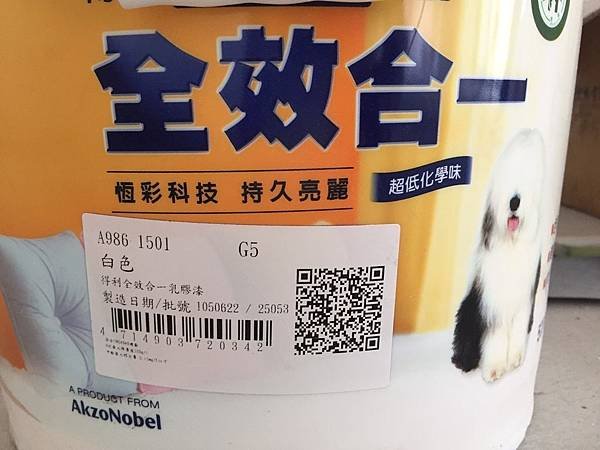 全效合一
恆彩科技 持久亮麗
超低化學味
A986 1501 G5
白色
得利全效合一乳膠漆
製造日期/批號 1050622 / 25053
4 714903 720342
A PRODUCT FROM
AkzoNobel